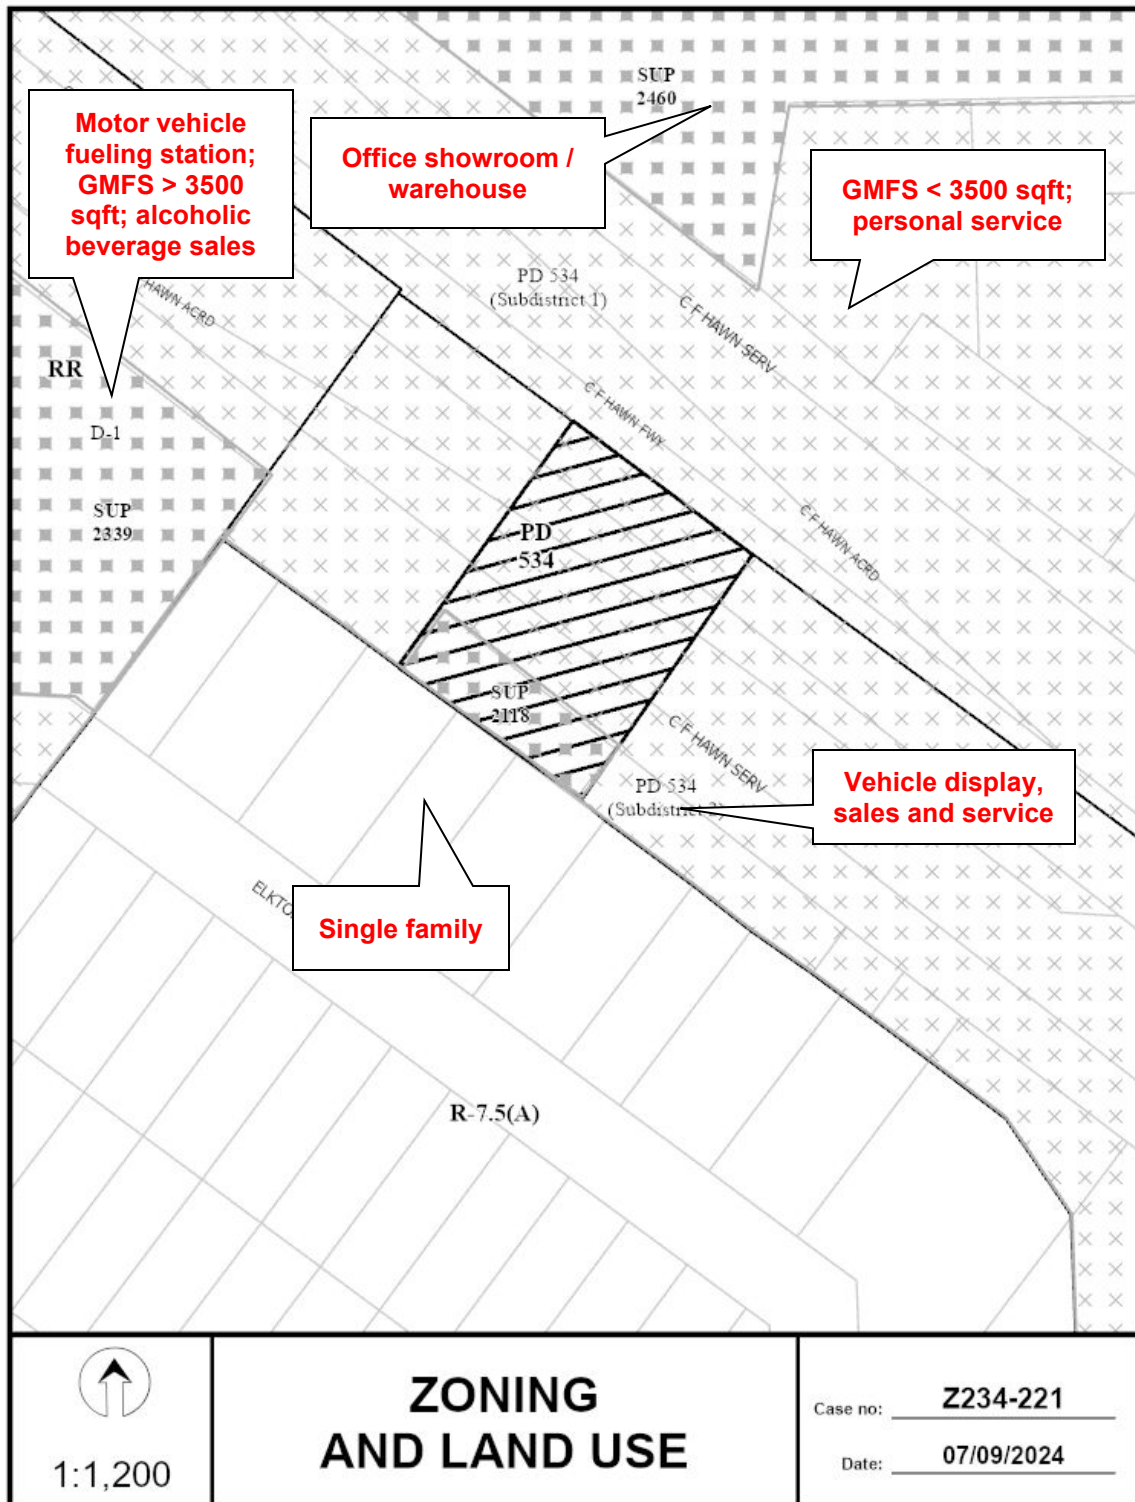 SUP
2460
Motor vehicle
fueling station;
GMFS > 3500
sqft; alcoholic
beverage sales
Office showroom /
warehouse
GMFS < 3500 sqft;
personal service
PD 534
(Subdistrict 1)
HAWN ACRD
C F HAWN SERV
RR
C F HAWN FWY
D-1
SUP
2339
PD
534
C F HAWN ACRD
SUP
2118
C F HAWN SERV
PD 534
(Subdistrict 2)
Vehicle display,
sales and service
Single family
R-7.5(A)
1:1,200
ZONING
AND LAND USE
Case no: Z234-221
Date: 07/09/2024